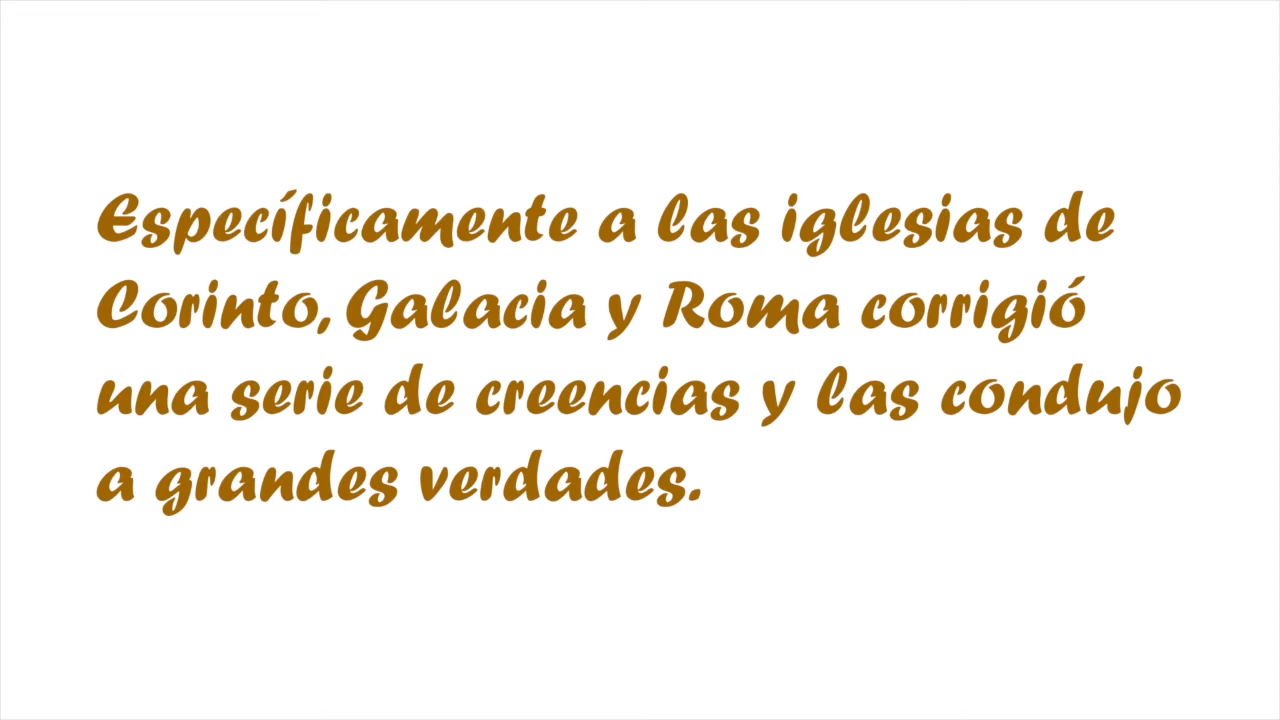 Específicamente a las iglesias de
Corinto, Galacia y Roma corrigió
una serie de creencias y las condujo
a grandes verdades.